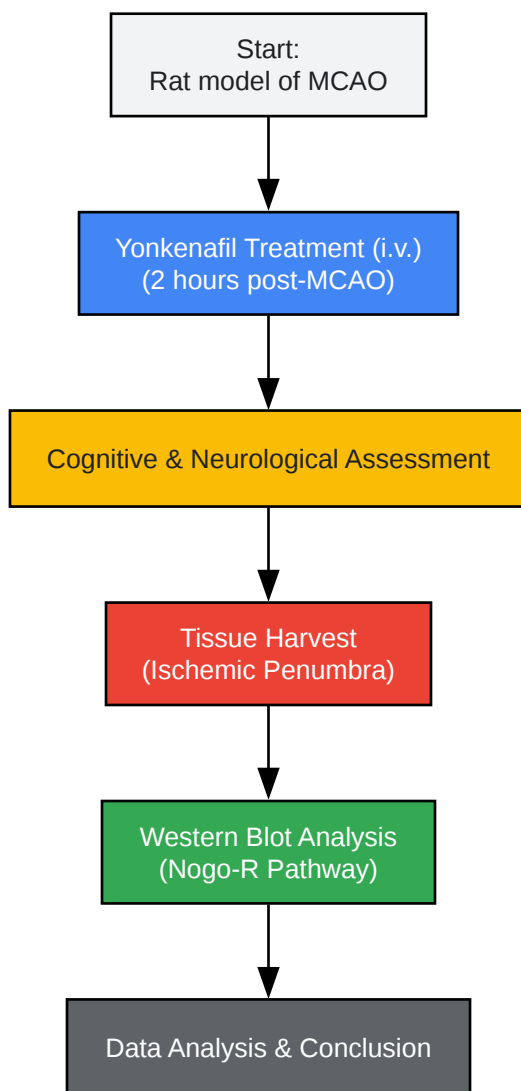 Start:
Rat model of MCAO
Yonkenafil Treatment (i.v.)
(2 hours post-MCAO)
Cognitive & Neurological Assessment
Tissue Harvest
(Ischemic Penumbra)
Western Blot Analysis
(Nogo-R Pathway)
Data Analysis & Conclusion